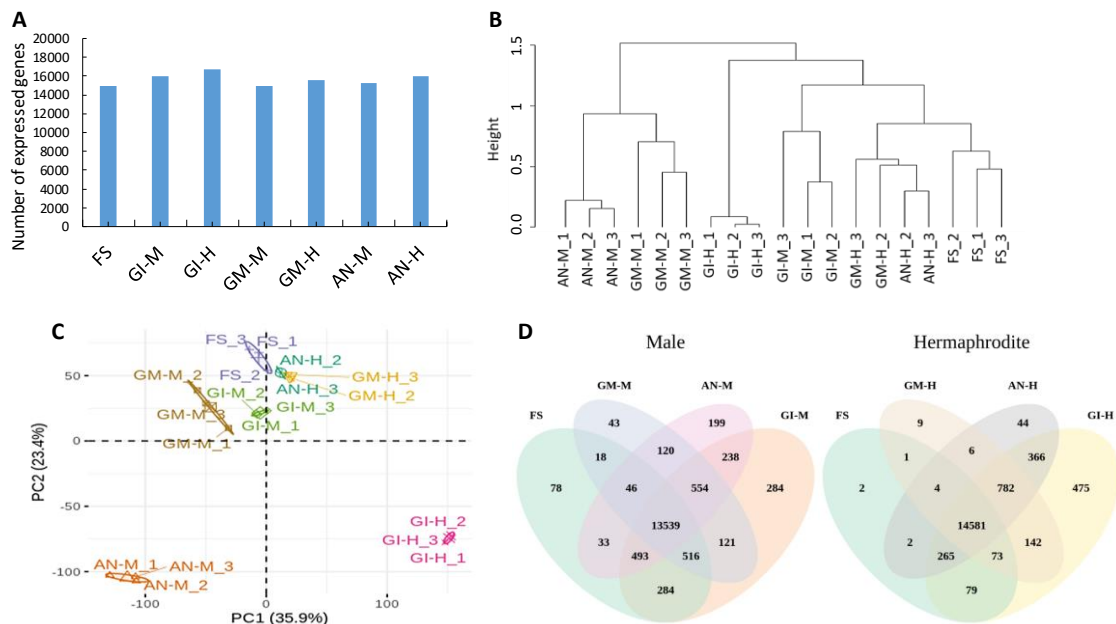 A
Number of expressed genes
20000
18000
16000
14000
12000
10000
8000
6000
4000
2000
0
FS
GI-M
GI-H
GM-M
GM-H
AN-M
AN-H
B
Height
1.5
1
0.5
0.0
AN-M_1
AN-M_2
AN-M_3
GM-M_1
GM-M_2
GM-M_3
GI-H_1
GI-H_2
GI-H_3
GI-M_3
GI-M_1
GI-M_2
GM-H_3
GM-H_2
AN-H_2
AN-H_3
FS_2
FS_1
FS_3
C
PC2 (23.4%)
50
0
-50
-100
FS_3
FS_1
FS_2
AN-H_2
AN-H_3
GM-H_3
GM-H_2
GM-M_2
GM-M_3
GM-M_1
GI-M_2
GI-M_3
GI-M_1
GI-H_2
GI-H_3
GI-H_1
AN-M_1
AN-M_3
AN-M_2
-100
0
100
PC1 (35.9%)
D
Male
GM-M
AN-M
FS
GI-M
43
199
18
120
238
78
46
554
284
13539
33
121
493
516
284
Hermaphrodite
GM-H
AN-H
FS
GI-H
9
44
1
6
366
2
4
782
475
14581
2
142
265
73
79